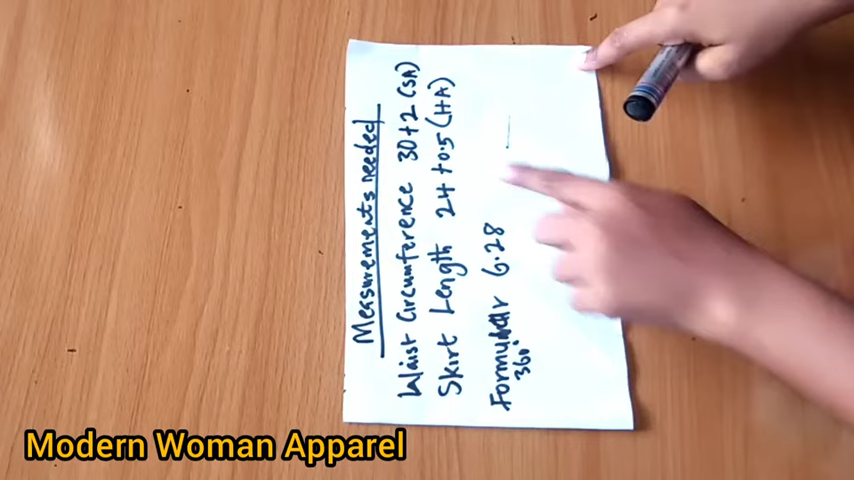 Measurements needed
Waist Circumference 30+2 (SA)
Skirt Length 24+0.5 (HA)
Formular 6.28
360°
Modern Woman Apparel